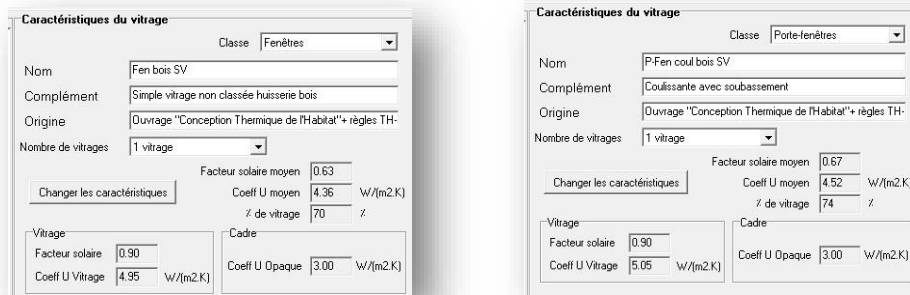 Caractéristiques du vitrage
Classe Fenêtres
Nom Fen bois SV
Complément Simple vitrage non classée huisserie bois
Origine Ouvrage "Conception Thermique de l'Habitat"+ règles TH-
Nombre de vitrages 1 vitrage
Facteur solaire moyen 0.63
Changer les caractéristiques Coeff U moyen 4.36 W/(m2.K)
% de vitrage 70 %
Vitrage
Cadre
Facteur solaire 0.90
Coeff U Vitrage 4.95 W/(m2.K)
Coeff U Opaque 3.00 W/(m2.K)
Caractéristiques du vitrage
Classe Porte-fenêtres
Nom P-Fen coul bois SV
Complément Coulissante avec soubassement
Origine Ouvrage "Conception Thermique de l'Habitat"+ règles TH-
Nombre de vitrages 1 vitrage
Facteur solaire moyen 0.67
Changer les caractéristiques Coeff U moyen 4.52 W/(m2.K)
% de vitrage 74 %
Vitrage
Cadre
Facteur solaire 0.90
Coeff U Vitrage 5.05 W/(m2.K)
Coeff U Opaque 3.00 W/(m2.K)